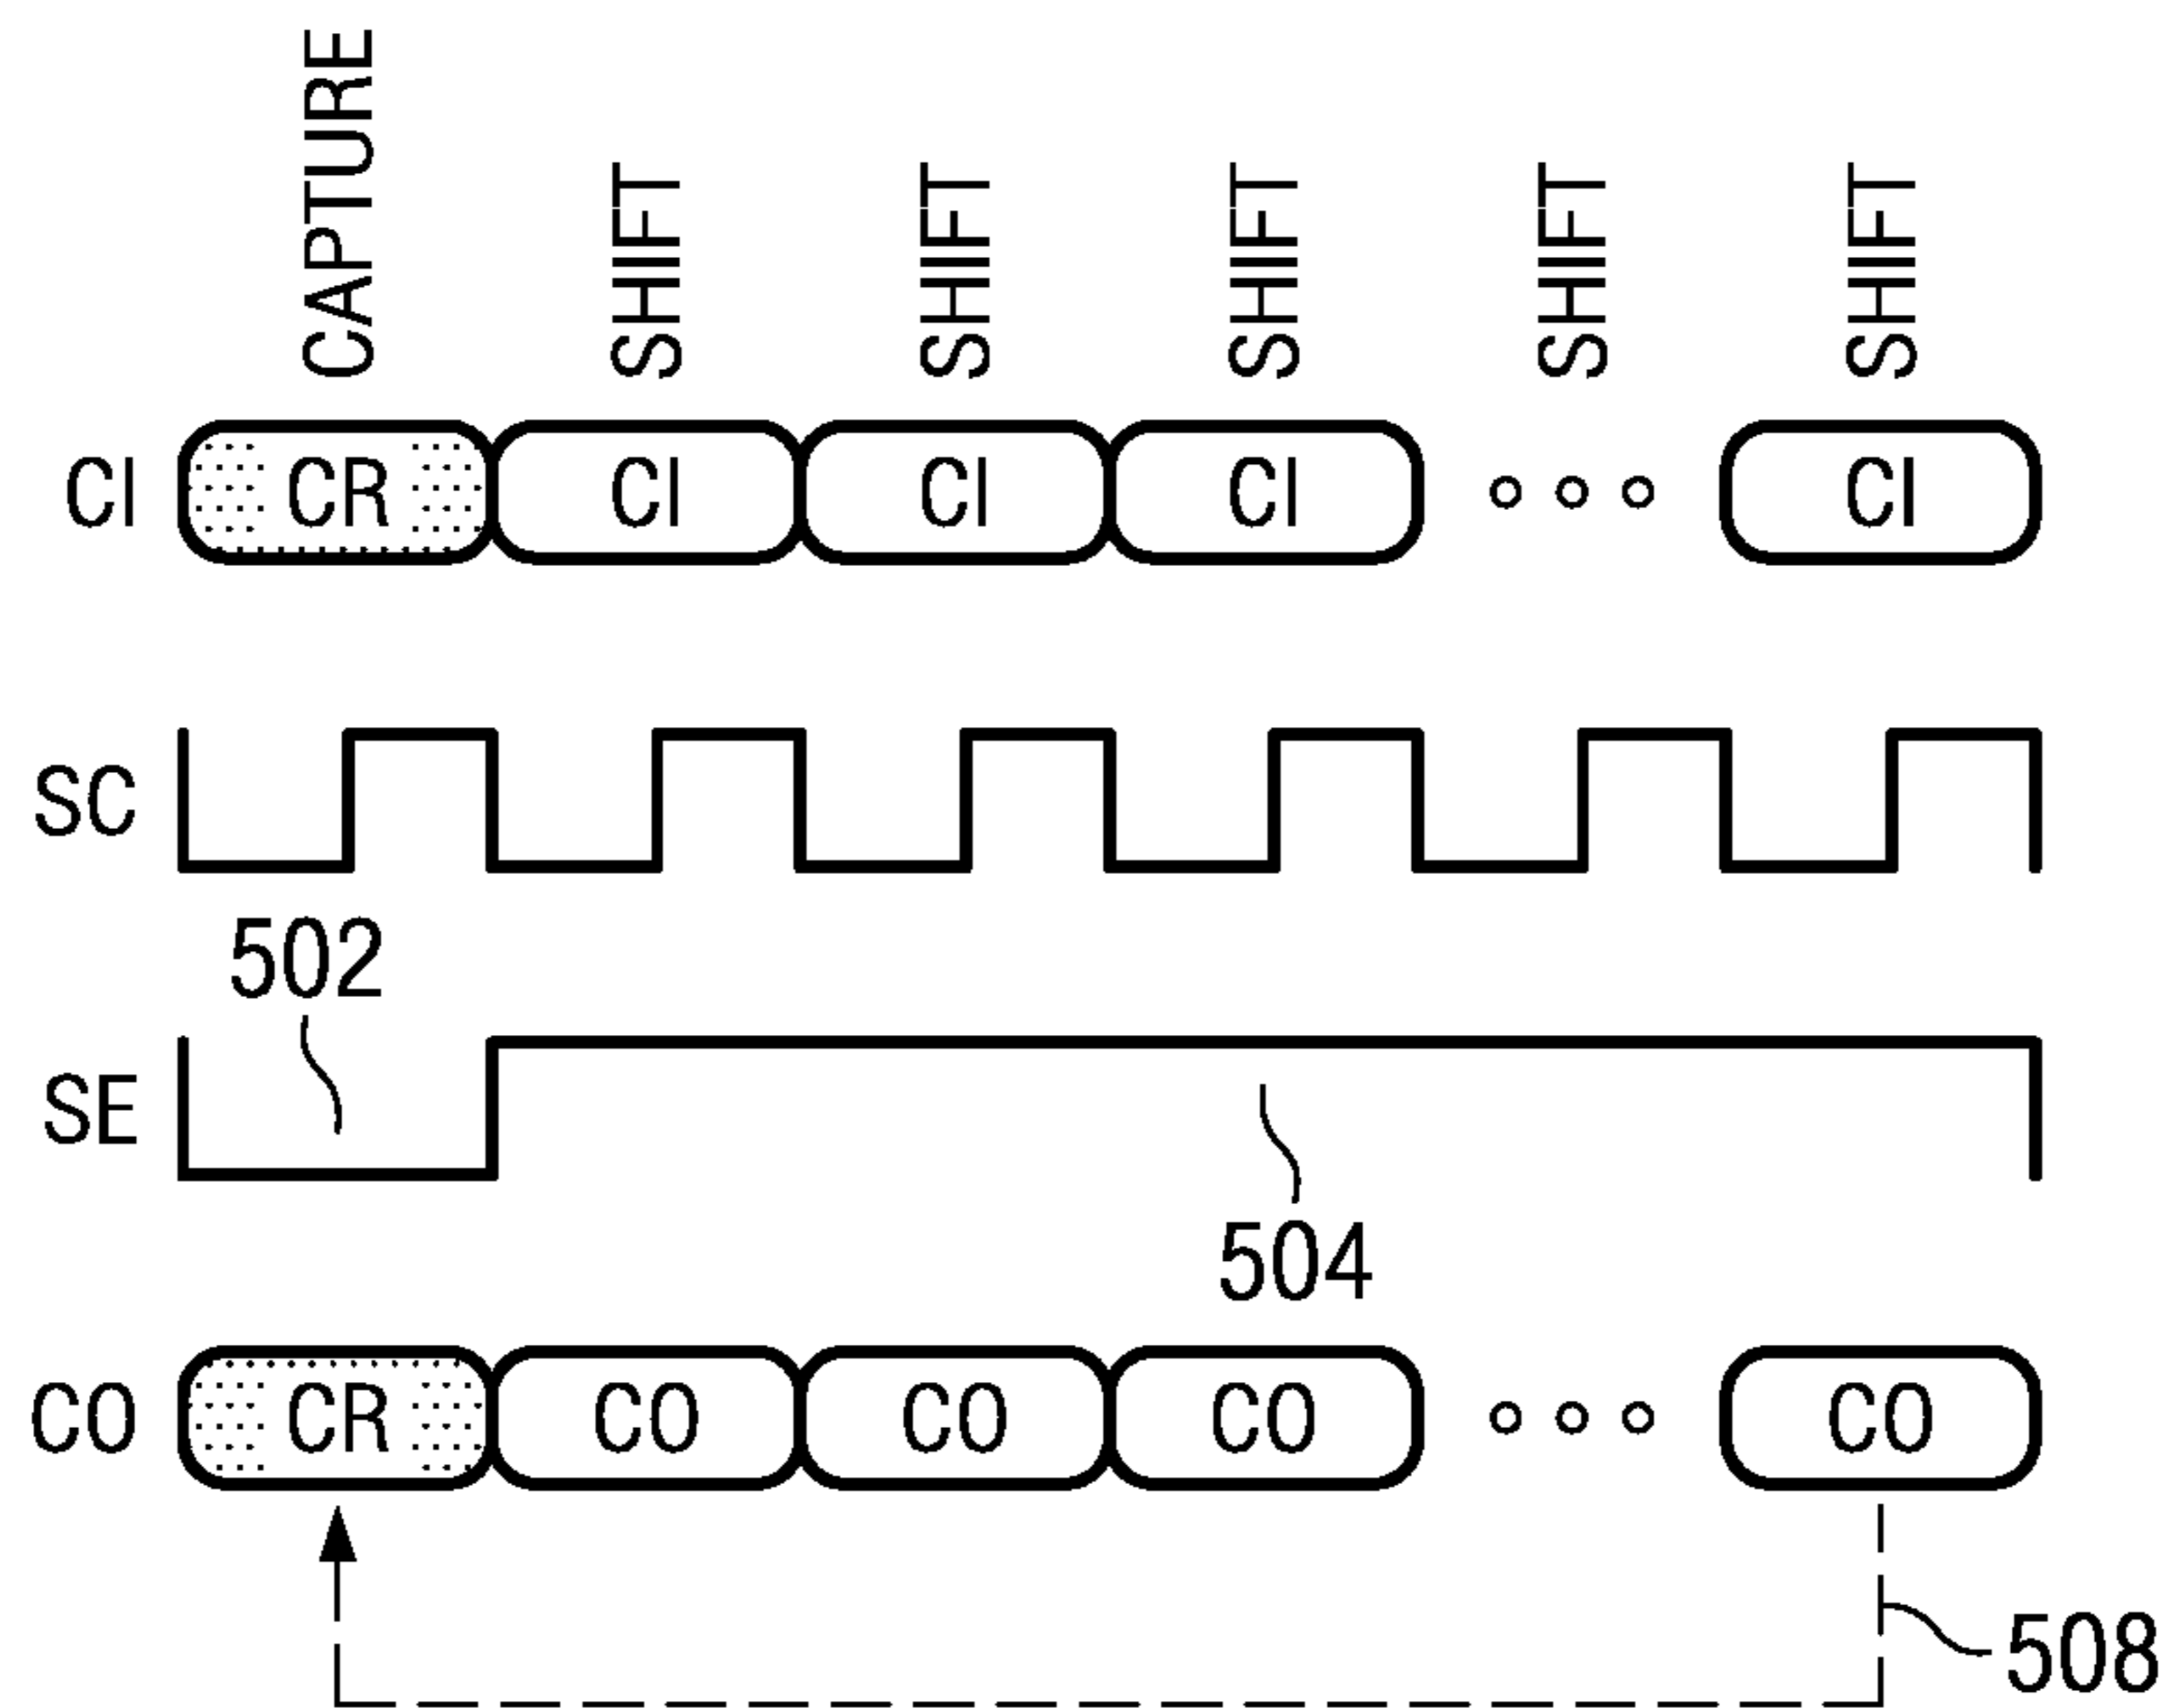 CAPTURE SHIFT SHIFT SHIFT SHIFT SHIFT
CI CR CI CI CI CI
SC
502
SE
504
CO CR CO CO CO CO
508